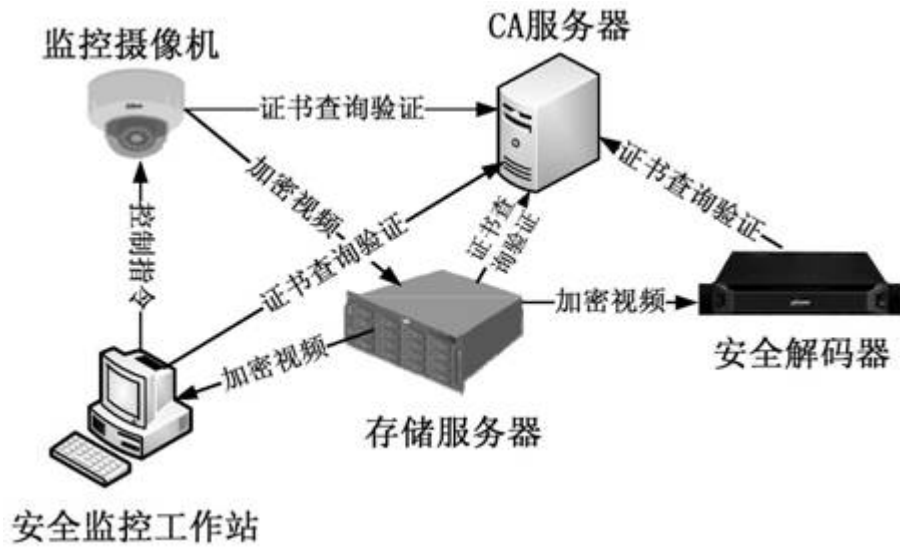 CA服务器
监控摄像机
证书查询验证
加密视频
证书查询验证
控制指令
证书查询验证
证书查
询验证
加密视频
加密视频
安全解码器
存储服务器
安全监控工作站